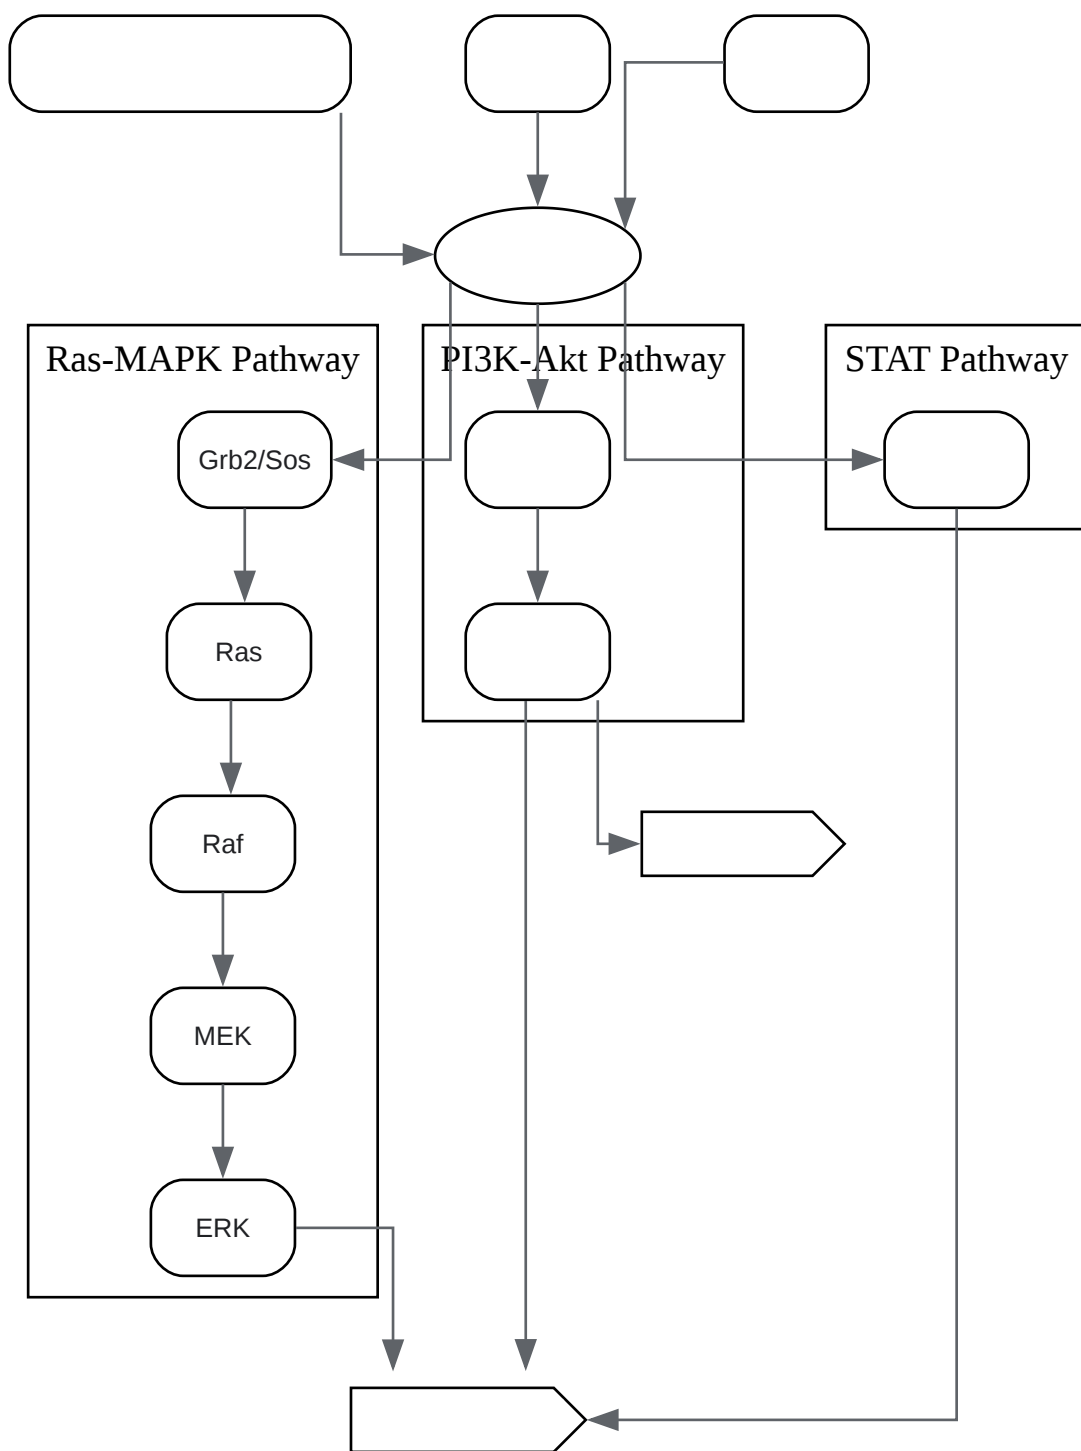 Ras-MAPK Pathway
PI3K-Akt Pathway
STAT Pathway
Grb2/Sos
Ras
Raf
MEK
ERK